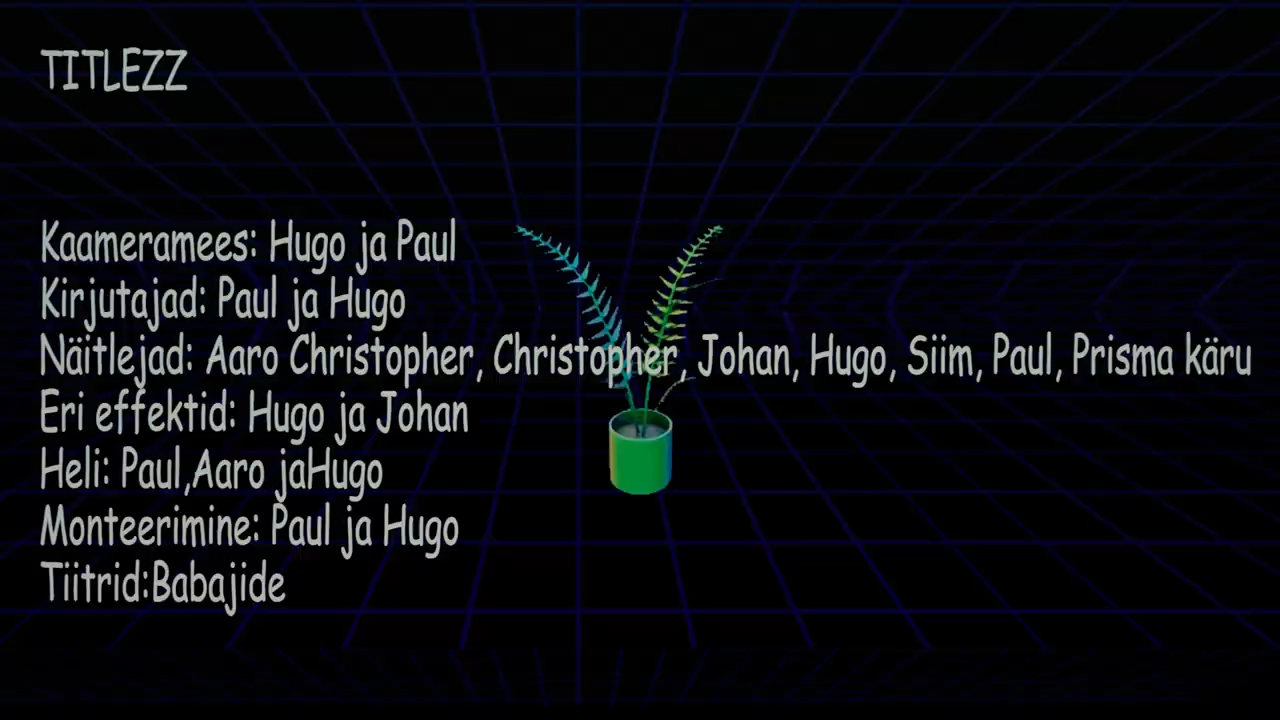 TITLEZZ
Kaameramees: Hugo ja Paul
Kirjutajad: Paul ja Hugo
Näitlejad: Aaro Christopher, Christopher, Johan, Hugo, Siim, Paul, Prisma käru
Eri effektid: Hugo ja Johan
Heli: Paul,Aaro jaHugo
Monteerimine: Paul ja Hugo
Tiitrid:Babajide